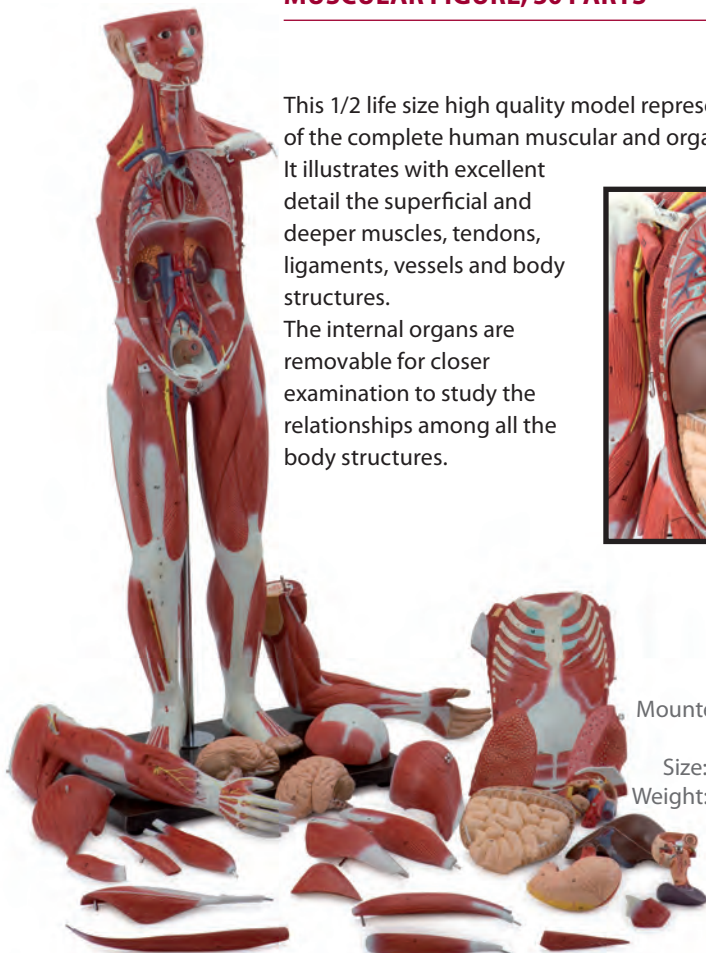 MUSCULAR FIGURE, PARTS
This 1/2 life size high quality model represe
of the complete human muscular and orga
It illustrates with excellent
detail the superficial and
deeper muscles, tendons,
ligaments, vessels and body
structures.
The internal organs are
removable for closer
examination to study the
relationships among all the
body structures.
Mounte
Size:
Weight: